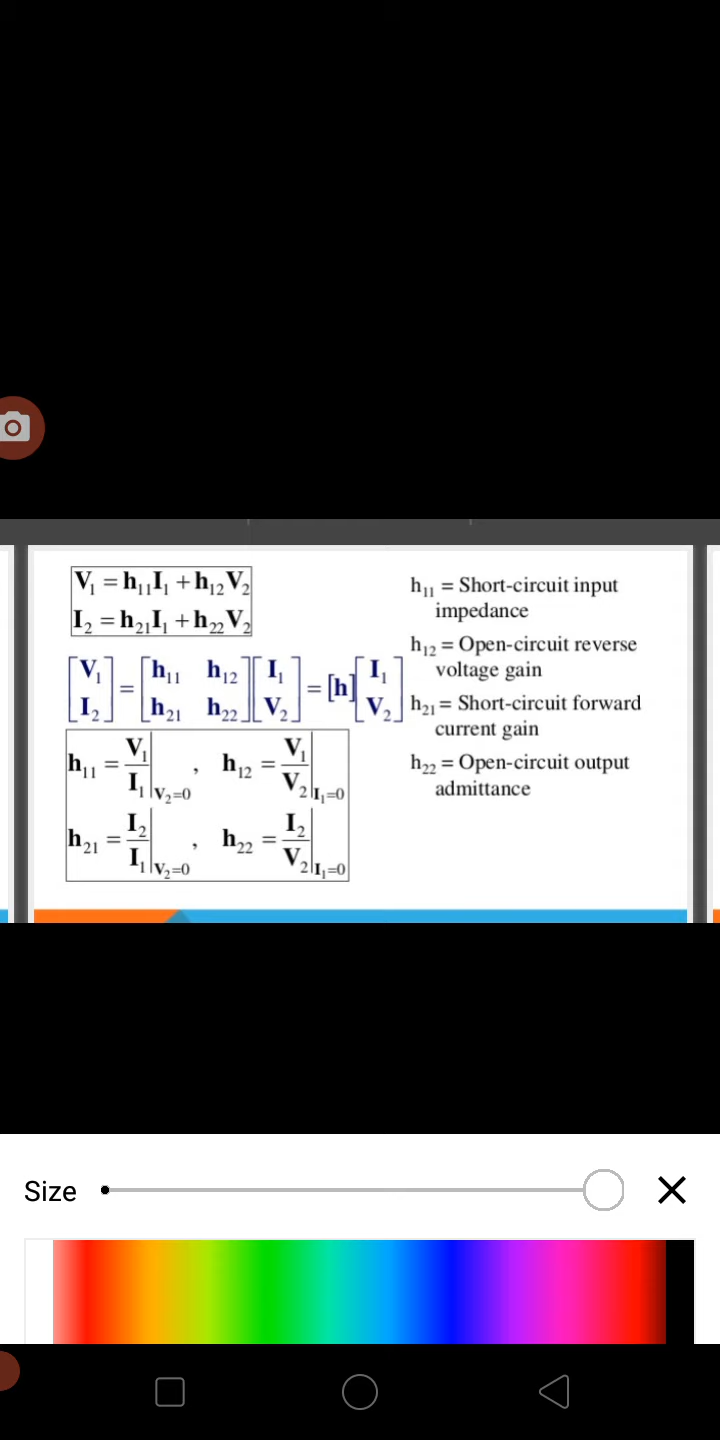 V₁ = h₁₁I₁ + h₁₂V₂
I₂ = h₂₁I₁ + h₂₂V₂
[V₁ I₂] = [h₁₁ h₁₂ h₂₁ h₂₂] [I₁ V₂] = [h] [I₁ V₂]
h₁₁ = V₁/I₁ |V₂=0 , h₁₂ = V₁/V₂ |I₁=0
h₂₁ = I₂/I₁ |V₂=0 , h₂₂ = I₂/V₂ |I₁=0
h₁₁ = Short-circuit input
impedance
h₁₂ = Open-circuit reverse
voltage gain
h₂₁ = Short-circuit forward
current gain
h₂₂ = Open-circuit output
admittance
Size